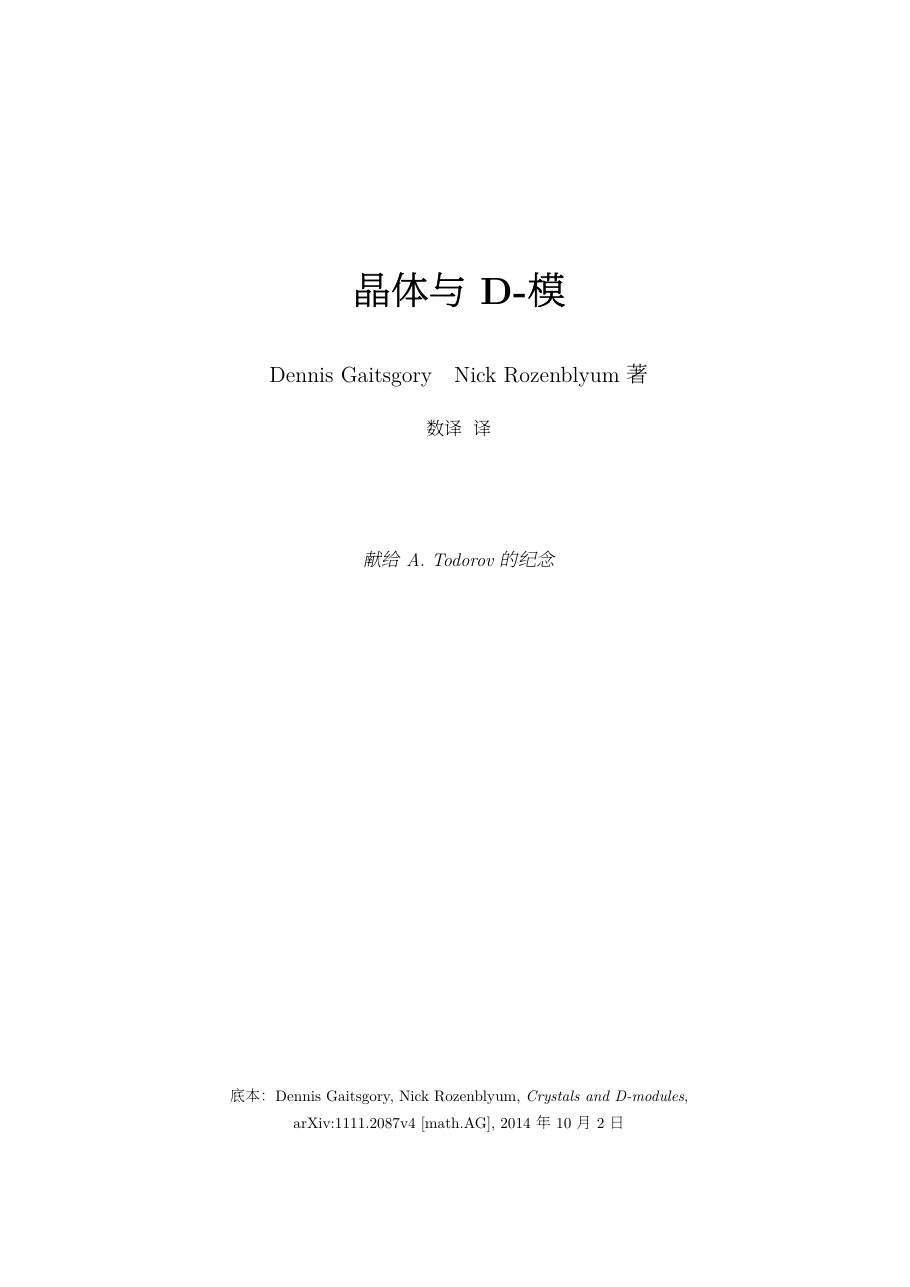 晶体与 D-模
Dennis Gaitsgory Nick Rozenblyum 著
数译 译
献给 A. Todorov 的纪念
底本：Dennis Gaitsgory, Nick Rozenblyum, Crystals and D-modules,
arXiv:1111.2087v4 [math.AG], 2014 年 10 月 2 日